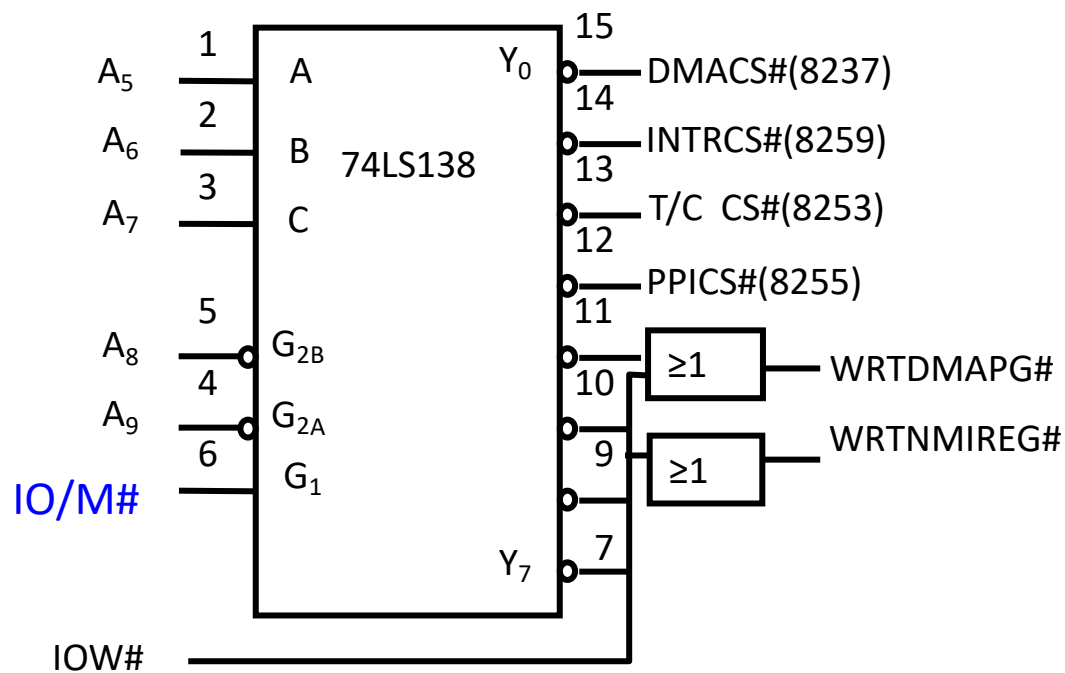 15
1
Y₀
A₅
A
DMACS#(8237)
14
2
A₆
B
74LS138
INTRCS#(8259)
13
3
A₇
C
T/C CS#(8253)
12
PPICS#(8255)
5
11
A₈
G₂B
≥1
WRTDMAPG#
4
10
A₉
G₂A
WRTNMIREG#
6
9
G₁
≥1
IO/M#
7
Y₇
IOW#